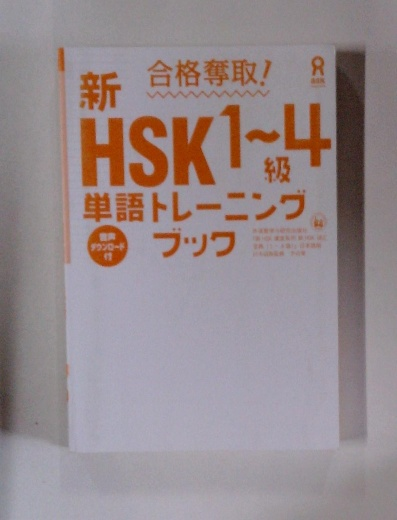 合格奪取!
新
HSK1~4級
単語トレーニング
ブック
音声
ダウンロード
付